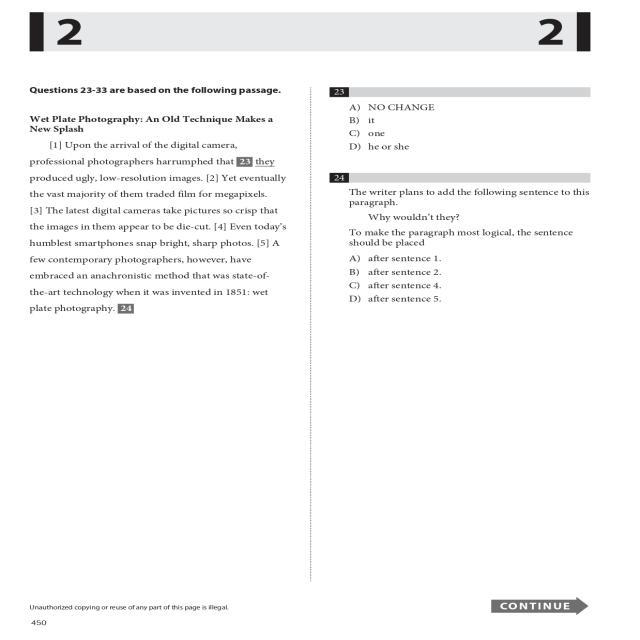 2
2
Questions 23-33 are based on the following passage.
Wet Plate Photography: An Old Technique Makes a
New Splash
[1] Upon the arrival of the digital camera,
professional photographers harrumphed that 23 they
produced ugly, low-resolution images. [2] Yet eventually
the vast majority of them traded film for megapixels.
[3] The latest digital cameras take pictures so crisp that
the images in them appear to be die-cut. [4] Even today's
humblest smartphones snap bright, sharp photos. [5] A
few contemporary photographers, however, have
embraced an anachronistic method that was state-of-
the-art technology when it was invented in 1851: wet
plate photography. 24
23
A) NO CHANGE
B) it
C) one
D) he or she
24
The writer plans to add the following sentence to this
paragraph.
Why wouldn't they?
To make the paragraph most logical, the sentence
should be placed
A) after sentence 1.
B) after sentence 2.
C) after sentence 4.
D) after sentence 5.
Unauthorized copying or reuse of any part of this page is illegal.
CONTINUE
450